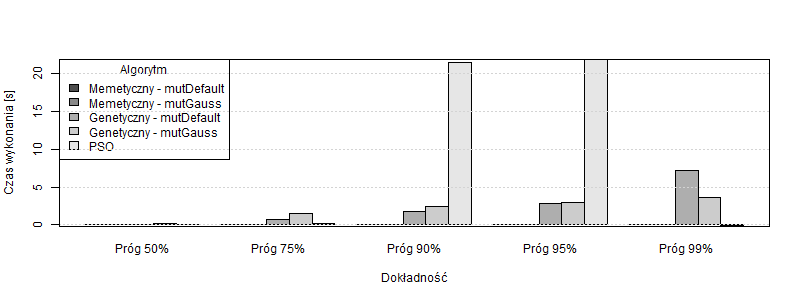 Algorytm
Memetyczny - mutDefault
Memetyczny - mutGauss
Genetyczny - mutDefault
Genetyczny - mutGauss
PSO
Czas wykonania [s]
20
15
10
5
0
Próg 50% Próg 75% Próg 90% Próg 95% Próg 99%
Dokładność